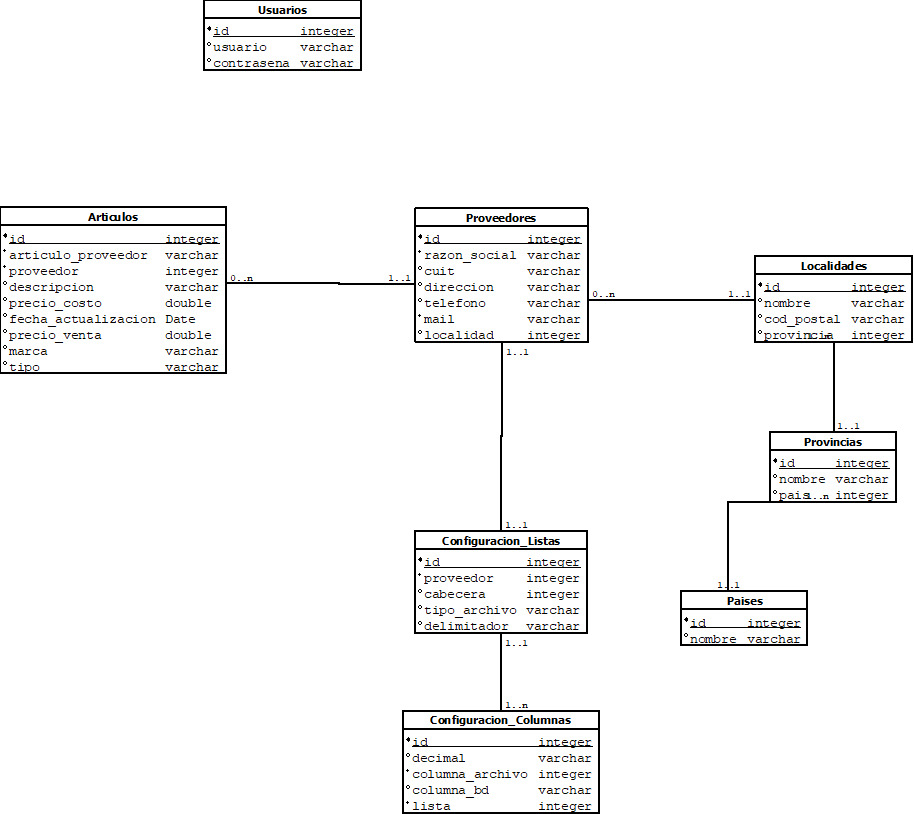 Usuarios
id integer
usuario varchar
contrasena varchar
Articulos
id integer
articulo_proveedor varchar
proveedor integer
descripcion varchar
precio_costo double
fecha_actualizacion Date
precio_venta double
marca varchar
tipo varchar
0..n
1..1
Proveedores
id integer
razon_social varchar
cuit varchar
direccion varchar
telefono varchar
mail varchar
localidad integer
0..n
1..1
1..1
Localidades
id integer
nombre varchar
cod_postal varchar
provincia integer
1..n
1..1
Provincias
id integer
nombre varchar
pais integer
1..n
1..1
Paises
id integer
nombre varchar
1..1
Configuracion_Listas
id integer
proveedor integer
cabecera integer
tipo_archivo varchar
delimitador varchar
1..1
1..n
Configuracion_Columnas
id integer
decimal varchar
columna_archivo integer
columna_bd varchar
lista integer